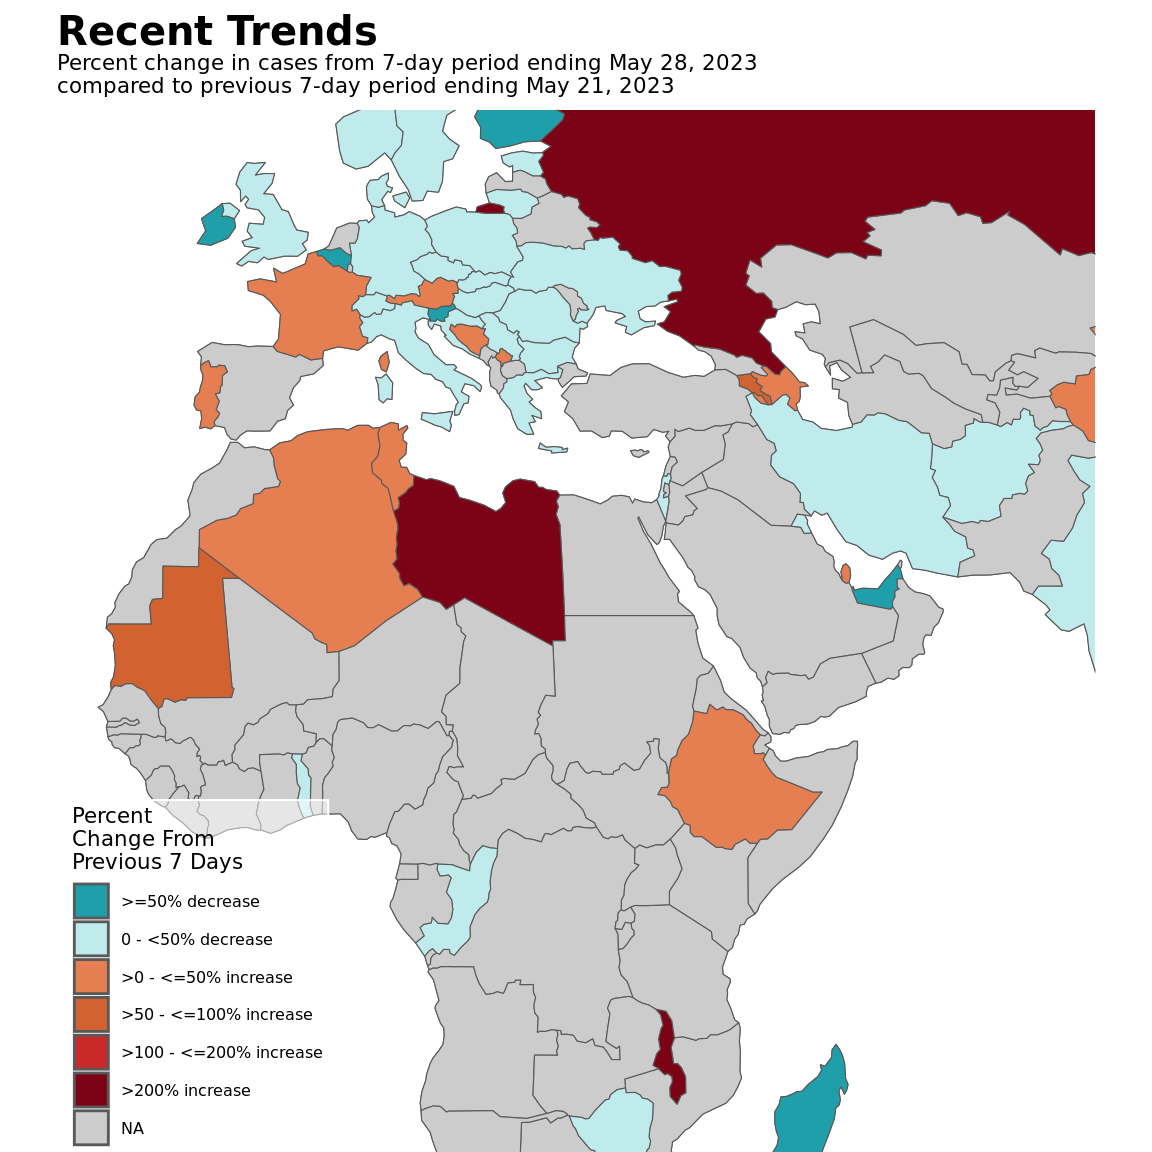 Recent Trends
Percent change in cases from 7-day period ending May 28, 2023
compared to previous 7-day period ending May 21, 2023
Percent
Change From
Previous 7 Days
>=50% decrease
0 - <50% decrease
>0 - <=50% increase
>50 - <=100% increase
>100 - <=200% increase
>200% increase
NA